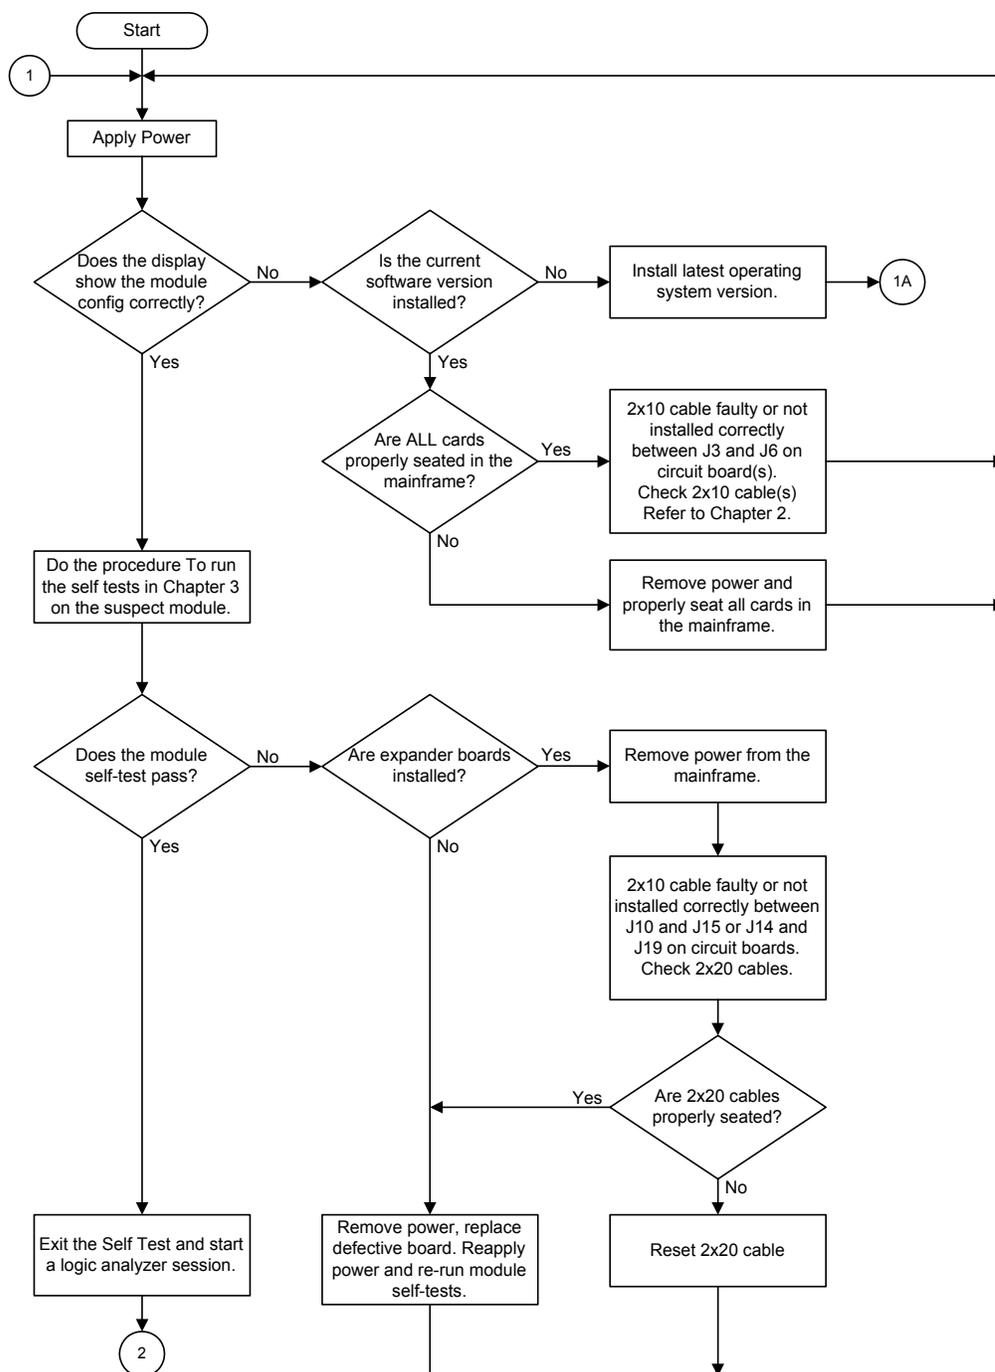 Start
1
Apply Power
Does the display
show the module
config correctly?
No
Is the current
software version
installed?
No
Install latest operating
system version.
1A
Yes
Yes
Are ALL cards
properly seated in the
mainframe?
Yes
2x10 cable faulty or not
installed correctly
between J3 and J6 on
circuit board(s).
Check 2x10 cable(s)
Refer to Chapter 2.
No
Do the procedure To run
the self tests in Chapter 3
on the suspect module.
Remove power and
properly seat all cards in
the mainframe.
Does the module
self-test pass?
No
Are expander boards
installed?
Yes
Remove power from the
mainframe.
Yes
No
2x10 cable faulty or not
installed correctly between
J10 and J15 or J14 and
J19 on circuit boards.
Check 2x20 cables.
Yes
Are 2x20 cables
properly seated?
No
Exit the Self Test and start
a logic analyzer session.
Remove power, replace
defective board. Reapply
power and re-run module
self-tests.
Reset 2x20 cable
2